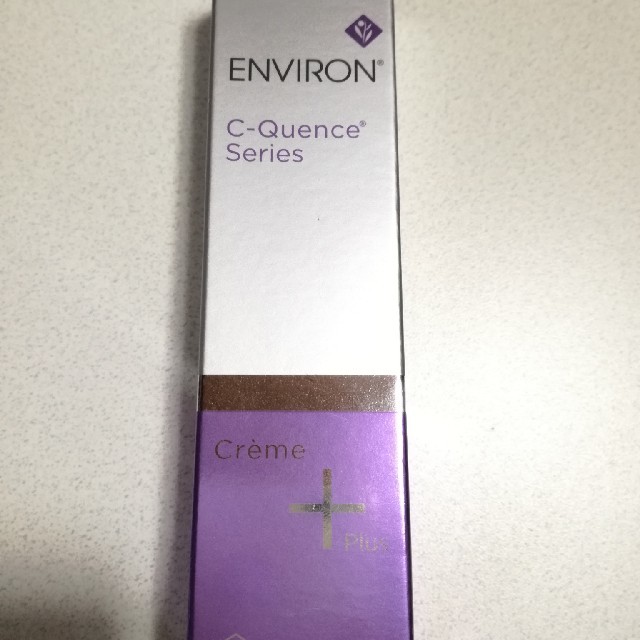 ENVIRON®
C-Quence®
Series
Crème
+
Plus